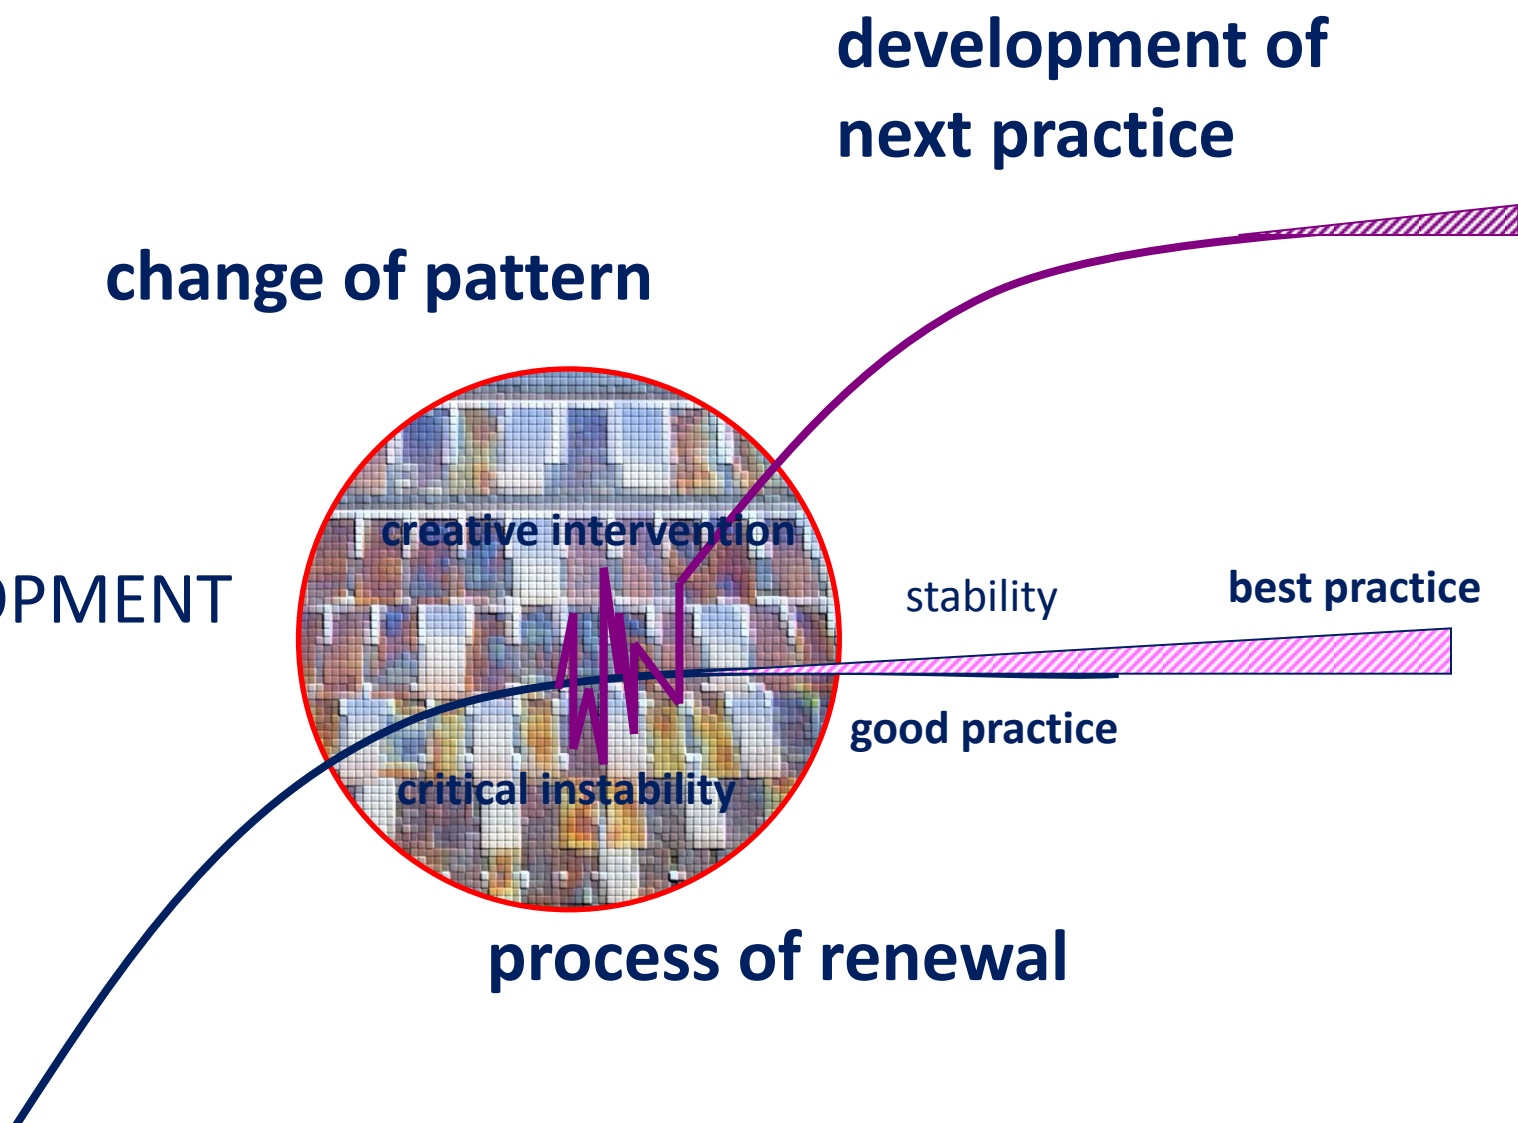 development of
next practice
change of pattern
creative intervention
OPMENT
stability
best practice
good practice
critical instability
process of renewal